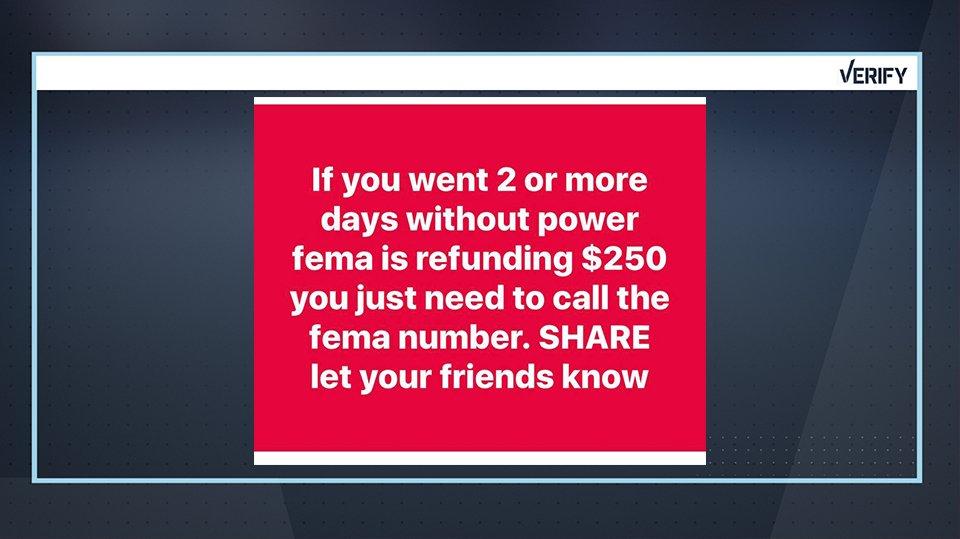 VERIFY
If you went 2 or more
days without power
fema is refunding $250
you just need to call the
fema number. SHARE
let your friends know